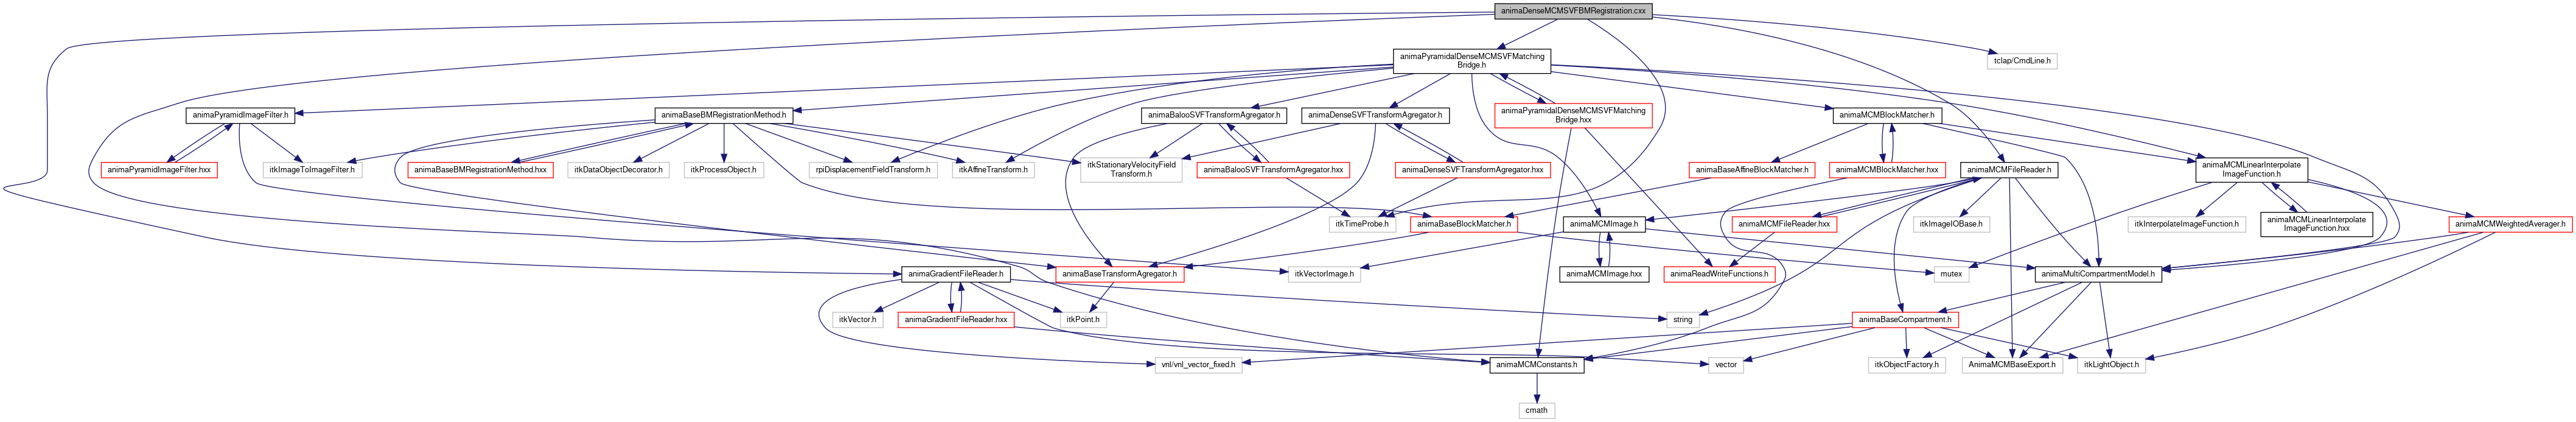 animaDenseMCMSVFBMRegistration.cxx
animaPyramidalDenseMCMSVFMatching
Bridge.h
tclap/CmdLine.h
animaPyramidImageFilter.h
animaBaseBMRegistrationMethod.h
animaBalooSVFTransformAgregator.h
animaDenseSVFTransformAgregator.h
animaPyramidalDenseMCMSVFMatching
Bridge.hxx
animaMCMBlockMatcher.h
animaPyramidImageFilter.hxx
itkImageToImageFilter.h
animaBaseBMRegistrationMethod.hxx
itkDataObjectDecorator.h
itkProcessObject.h
rpiDisplacementFieldTransform.h
itkAffineTransform.h
itkStationaryVelocityField
Transform.h
animaBalooSVFTransformAgregator.hxx
animaDenseSVFTransformAgregator.hxx
animaBaseAffineBlockMatcher.h
animaMCMBlockMatcher.hxx
animaMCMFileReader.h
animaMCMLinearInterpolate
ImageFunction.h
itkTimeProbe.h
animaBaseBlockMatcher.h
animaMCMImage.h
animaMCMFileReader.hxx
itkImageIOBase.h
itkInterpolateImageFunction.h
animaMCMLinearInterpolate
ImageFunction.hxx
animaMCMWeightedAverager.h
animaGradientFileReader.h
animaBaseTransformAgregator.h
itkVectorImage.h
animaMCMImage.hxx
animaReadWriteFunctions.h
mutex
animaMultiCompartmentModel.h
itkVector.h
animaGradientFileReader.hxx
itkPoint.h
string
animaBaseCompartment.h
vnl/vnl_vector_fixed.h
animaMCMConstants.h
vector
itkObjectFactory.h
AnimaMCMBaseExport.h
itkLightObject.h
cmath